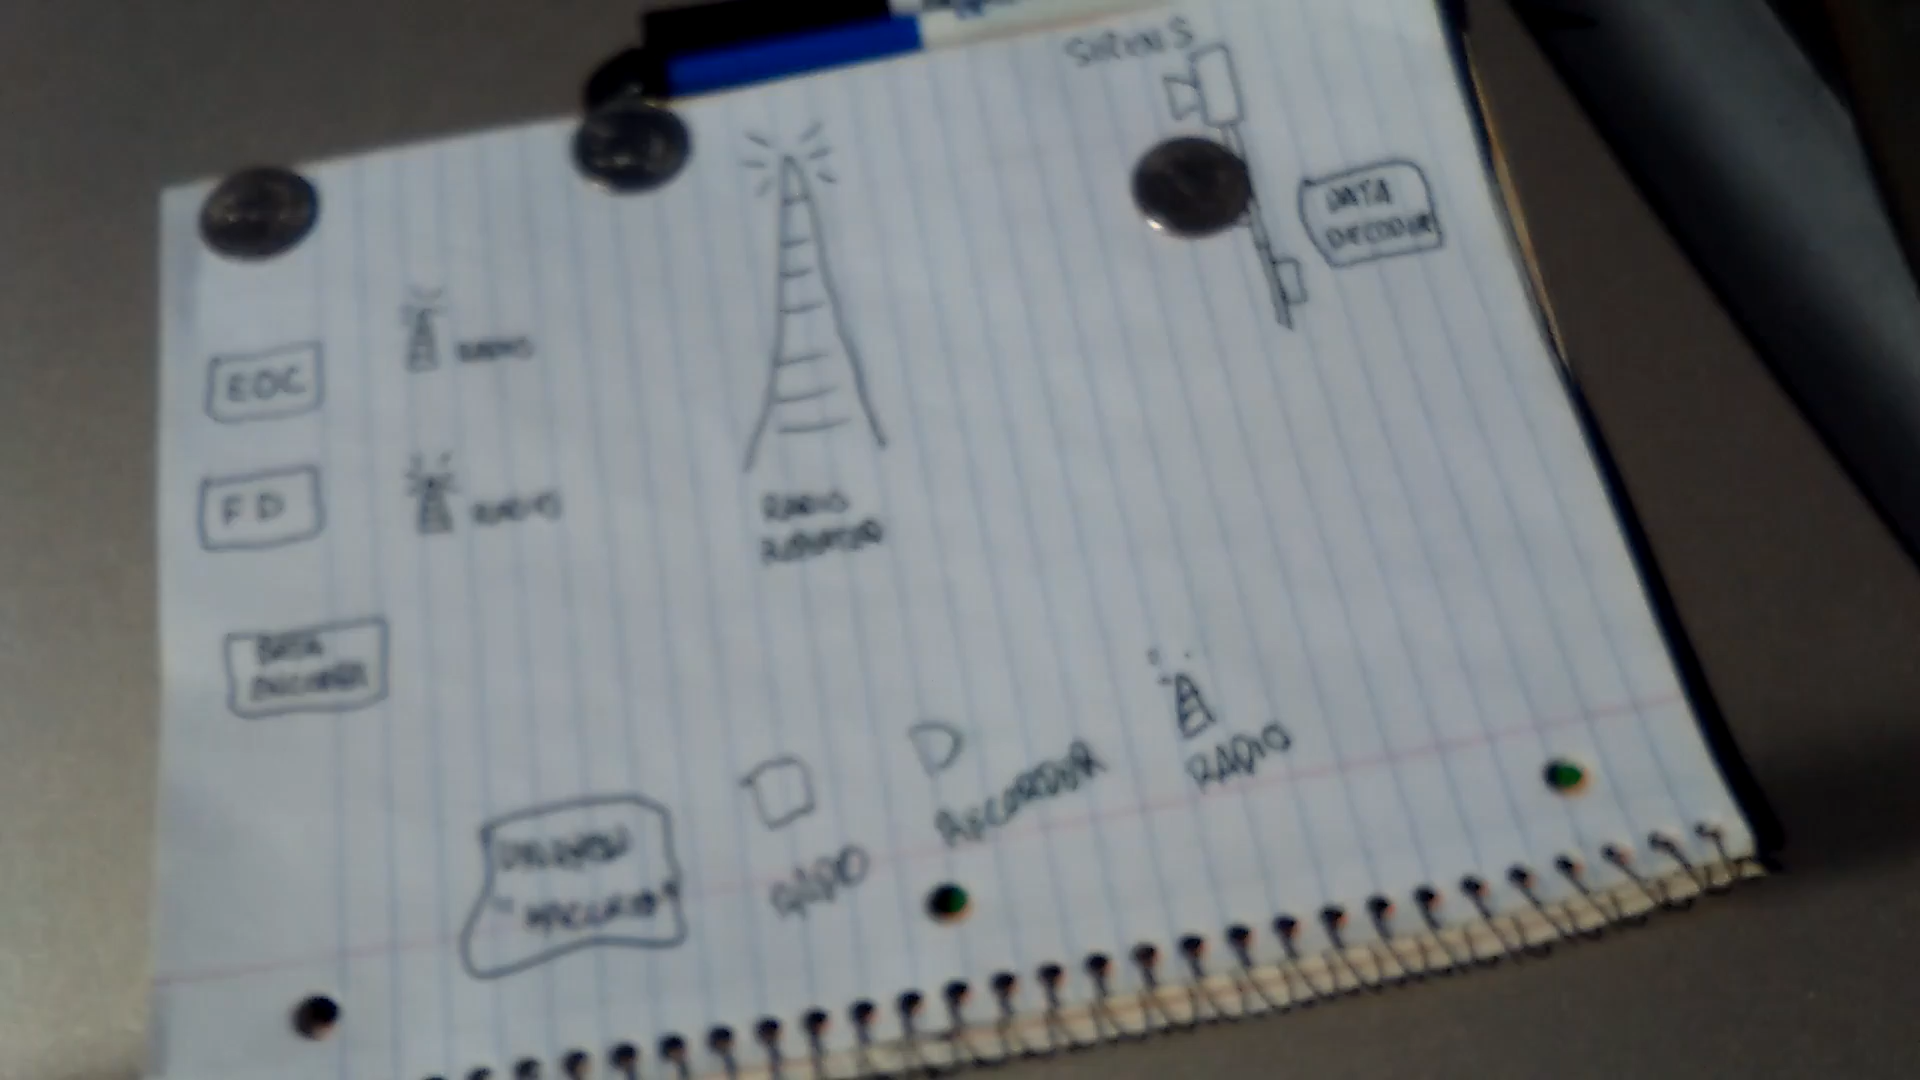 SIRENS
DATA
DECODER
EOC
RADIO
FD
RADIO
RADIO
REPEATER
DATA
ENCODER
RADIO
RECORDER
RADIO